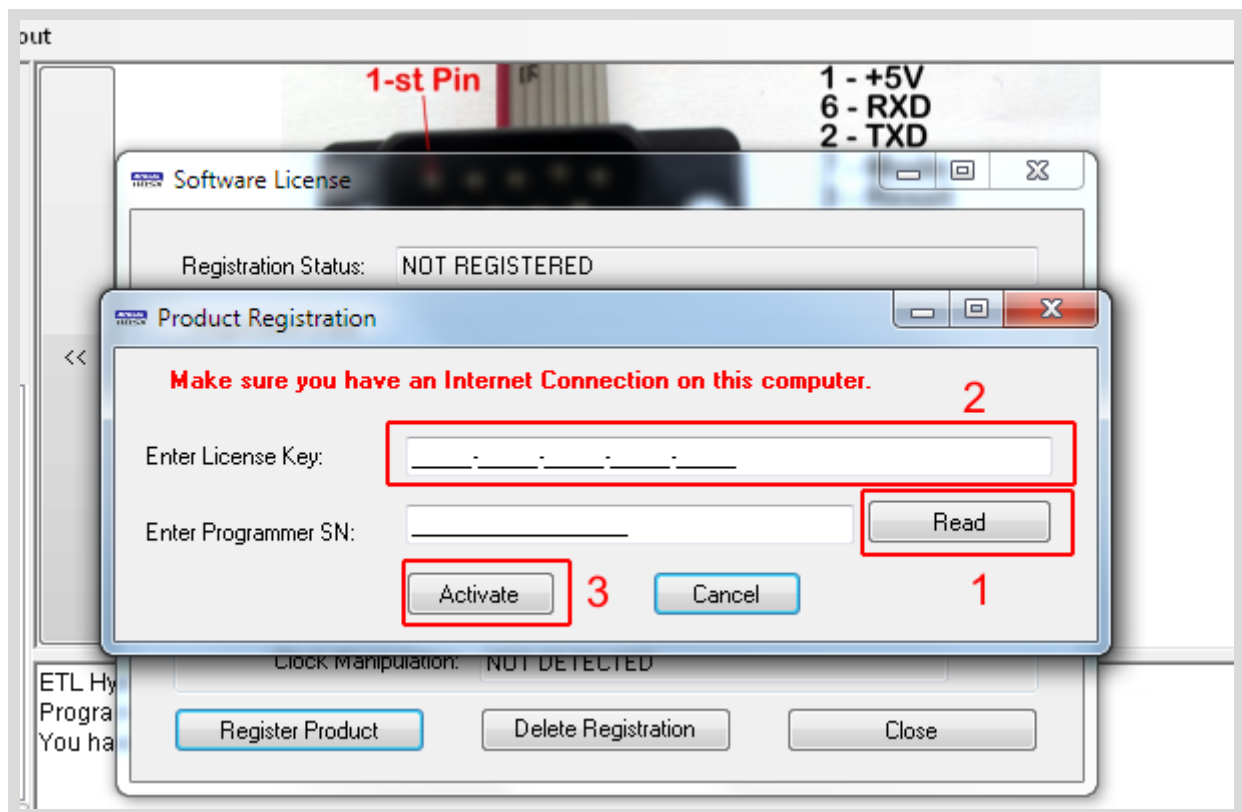 out
1-st Pin
1 - +5V
6 - RXD
2 - TXD
Software License
Registration Status: NOT REGISTERED
Product Registration
<<
Make sure you have an Internet Connection on this computer.
2
Enter License Key: _____-_____-_____-_____-_____
Enter Programmer SN: __________________ Read
Activate 3 Cancel 1
Clock Manipulation: NOT DETECTED
ETL Hy
Progra
You ha
Register Product Delete Registration Close